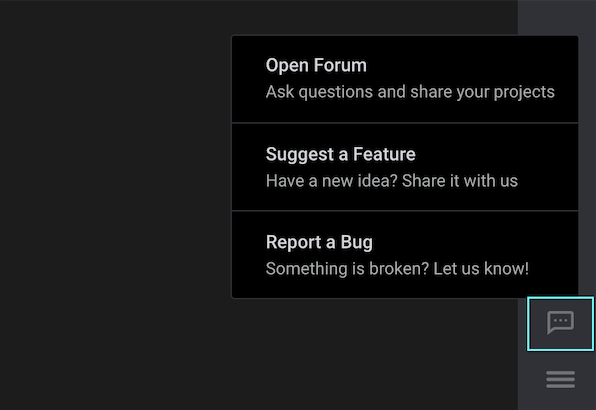 Open Forum
Ask questions and share your projects
Suggest a Feature
Have a new idea? Share it with us
Report a Bug
Something is broken? Let us know!